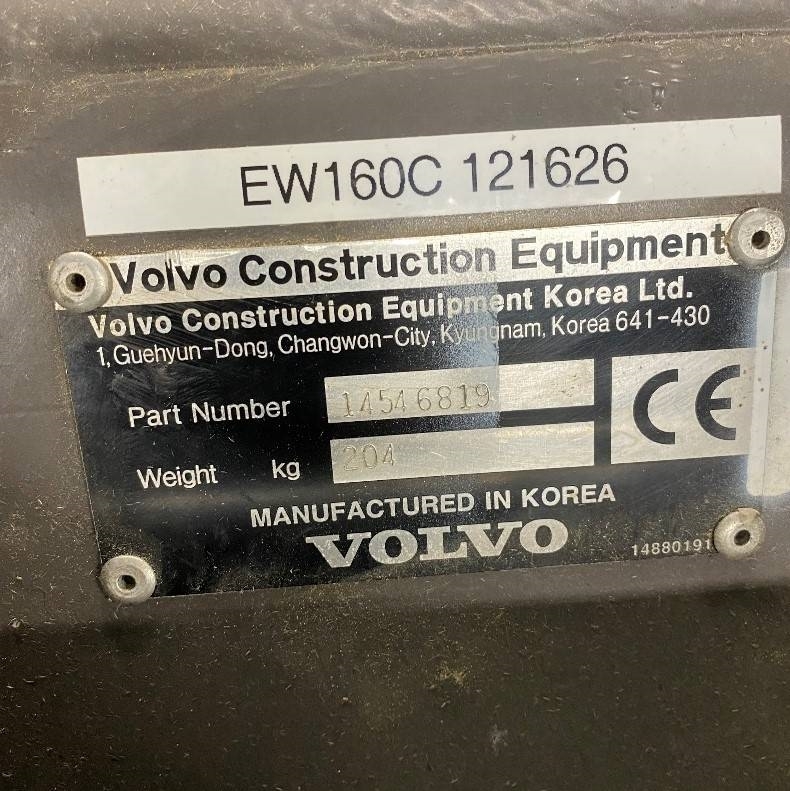 EW160C 121626
Volvo Construction Equipment
Volvo Construction Equipment Korea Ltd.
1, Guehyun-Dong, Changwon-City, Kyungnam, Korea 641-430
Part Number 14546819
CE
Weight kg 204
MANUFACTURED IN KOREA
VOLVO
14880191